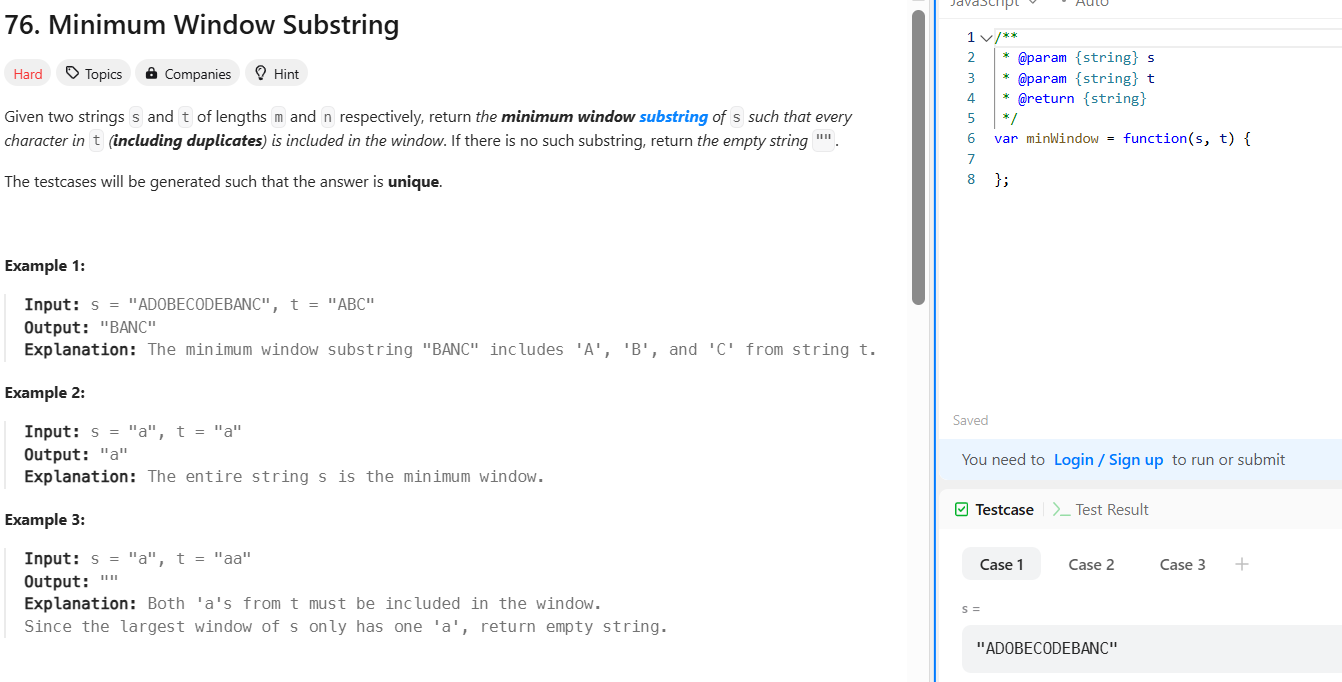 76. Minimum Window Substring
Hard Topics Companies Hint
Given two strings s and t of lengths m and n respectively, return the minimum window substring of s such that every
character in t (including duplicates) is included in the window. If there is no such substring, return the empty string "".
The testcases will be generated such that the answer is unique.
Example 1:
Input: s = "ADOBECODEBANC", t = "ABC"
Output: "BANC"
Explanation: The minimum window substring "BANC" includes 'A', 'B', and 'C' from string t.
Example 2:
Input: s = "a", t = "a"
Output: "a"
Explanation: The entire string s is the minimum window.
Example 3:
Input: s = "a", t = "aa"
Output: ""
Explanation: Both 'a's from t must be included in the window.
Since the largest window of s only has one 'a', return empty string.
JavaScript • Auto
1 /**
2 * @param {string} s
3 * @param {string} t
4 * @return {string}
5 */
6 var minWindow = function(s, t) {
7
8 };
Saved
You need to Login / Sign up to run or submit
Testcase >_ Test Result
Case 1 Case 2 Case 3 +
s =
"ADOBECODEBANC"